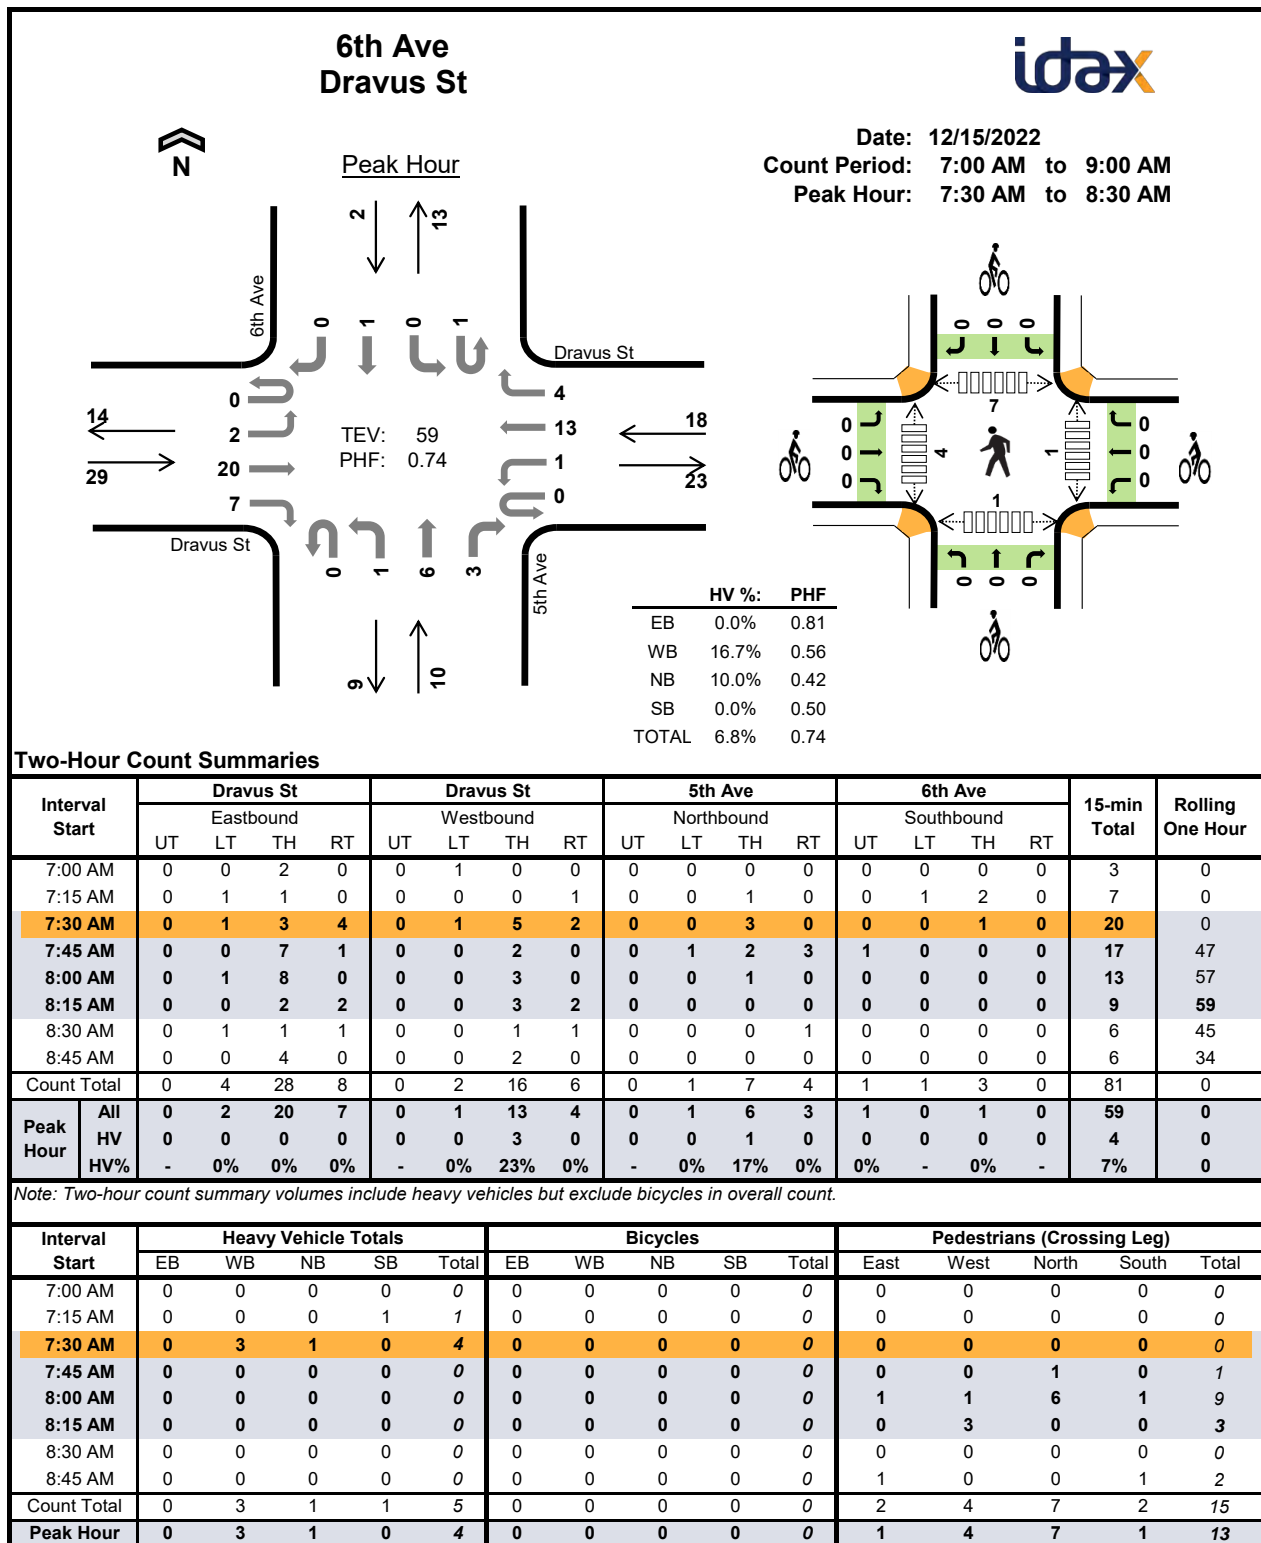 6th Ave
Dravus St
idax
N
Peak Hour
Date: 12/15/2022
Count Period: 7:00 AM to 9:00 AM
Peak Hour: 7:30 AM to 8:30 AM
2 13
6th Ave
0 1 0 1
Dravus St
0 4
14 2 13 18
TEV: 59
PHF: 0.74
29 20 1 23
7 0
Dravus St
0 1 6 3
5th Ave
9 10
0 0 0
7
0 0
0 4 1 0
0 0
1
0 0 0
HV %: PHF
EB 0.0% 0.81
WB 16.7% 0.56
NB 10.0% 0.42
SB 0.0% 0.50
TOTAL 6.8% 0.74
Two-Hour Count Summaries
Interval Start Dravus St Dravus St 5th Ave 6th Ave 15-min Total Rolling One Hour
Eastbound Westbound Northbound Southbound
UT LT TH RT UT LT TH RT UT LT TH RT UT LT TH RT
7:00 AM 0 0 2 0 0 1 0 0 0 0 0 0 0 0 0 0 3 0
7:15 AM 0 1 1 0 0 0 0 1 0 0 1 0 0 1 2 0 7 0
7:30 AM 0 1 3 4 0 1 5 2 0 0 3 0 0 0 1 0 20 0
7:45 AM 0 0 7 1 0 0 2 0 0 1 2 3 1 0 0 0 17 47
8:00 AM 0 1 8 0 0 0 3 0 0 0 1 0 0 0 0 0 13 57
8:15 AM 0 0 2 2 0 0 3 2 0 0 0 0 0 0 0 0 9 59
8:30 AM 0 1 1 1 0 0 1 1 0 0 0 1 0 0 0 0 6 45
8:45 AM 0 0 4 0 0 0 2 0 0 0 0 0 0 0 0 0 6 34
Count Total 0 4 28 8 0 2 16 6 0 1 7 4 1 1 3 0 81 0
Peak Hour All 0 2 20 7 0 1 13 4 0 1 6 3 1 0 1 0 59 0
HV 0 0 0 0 0 0 3 0 0 0 1 0 0 0 0 0 4 0
HV% - 0% 0% 0% - 0% 23% 0% - 0% 17% 0% 0% - 0% - 7% 0
Note: Two-hour count summary volumes include heavy vehicles but exclude bicycles in overall count.
Interval Start Heavy Vehicle Totals Bicycles Pedestrians (Crossing Leg)
EB WB NB SB Total EB WB NB SB Total East West North South Total
7:00 AM 0 0 0 0 0 0 0 0 0 0 0 0 0 0 0
7:15 AM 0 0 0 1 1 0 0 0 0 0 0 0 0 0 0
7:30 AM 0 3 1 0 4 0 0 0 0 0 0 0 0 0 0
7:45 AM 0 0 0 0 0 0 0 0 0 0 0 0 1 0 1
8:00 AM 0 0 0 0 0 0 0 0 0 0 1 1 6 1 9
8:15 AM 0 0 0 0 0 0 0 0 0 0 0 3 0 0 3
8:30 AM 0 0 0 0 0 0 0 0 0 0 0 0 0 0 0
8:45 AM 0 0 0 0 0 0 0 0 0 0 1 0 0 1 2
Count Total 0 3 1 1 5 0 0 0 0 0 2 4 7 2 15
Peak Hour 0 3 1 0 4 0 0 0 0 0 1 4 7 1 13